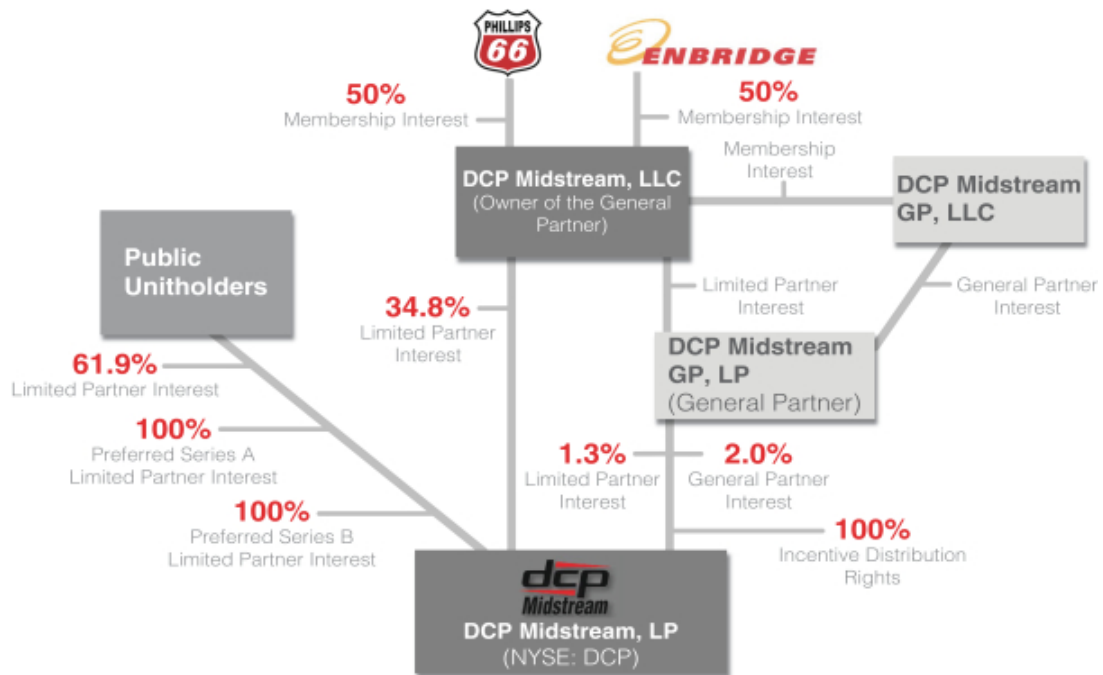 PHILLIPS
66
ENBRIDGE
50%
Membership Interest
50%
Membership Interest
Membership
Interest
DCP Midstream, LLC
(Owner of the General
Partner)
DCP Midstream
GP, LLC
Public
Unitholders
34.8%
Limited Partner
Interest
Limited Partner
Interest
General Partner
Interest
DCP Midstream
GP, LP
(General Partner)
61.9%
Limited Partner Interest
100%
Preferred Series A
Limited Partner Interest
100%
Preferred Series B
Limited Partner Interest
1.3%
Limited Partner
Interest
2.0%
General Partner
Interest
100%
Incentive Distribution
Rights
dcp
Midstream
DCP Midstream, LP
(NYSE: DCP)